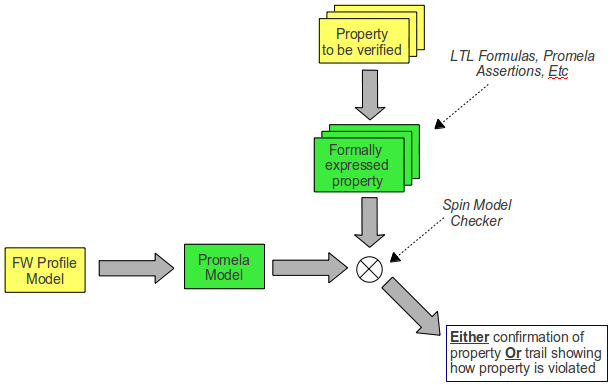 Property
to be verified
LTL Formulas, Promela
Assertions, Etc
Formally
expressed
property
Spin Model
Checker
FW Profile
Model
Promela
Model
Either confirmation of
property Or trail showing
how property is violated